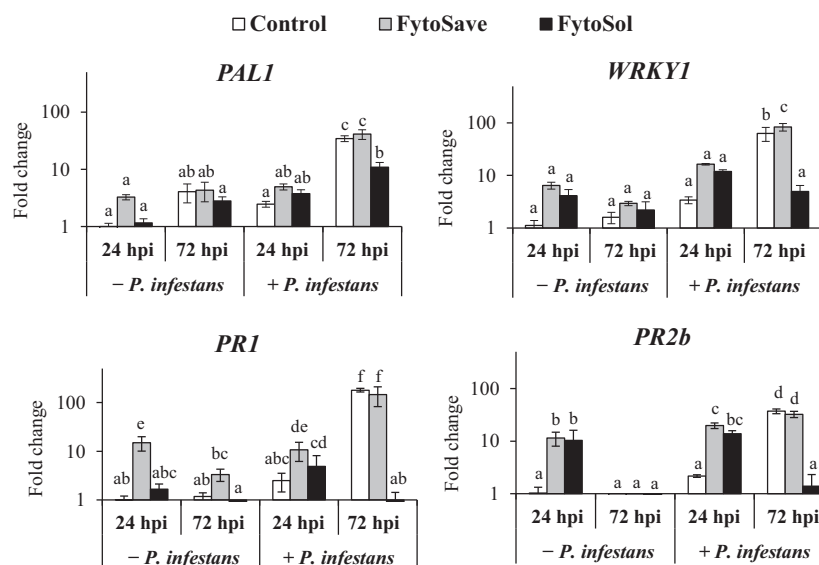 Control FytoSave FytoSol
PAL1
Fold change
100
10
1
a a a
ab ab a
a ab ab
c c b
24 hpi 72 hpi 24 hpi 72 hpi
− P. infestans + P. infestans
WRKY1
Fold change
100
10
1
a a a
a a a
a a a
b c a
24 hpi 72 hpi 24 hpi 72 hpi
− P. infestans + P. infestans
PR1
Fold change
100
10
1
ab e abc
ab bc ab
abc de cd
f f ab
24 hpi 72 hpi 24 hpi 72 hpi
− P. infestans + P. infestans
PR2b
Fold change
100
10
1
a b b
a a a
a c bc
d d a
24 hpi 72 hpi 24 hpi 72 hpi
− P. infestans + P. infestans